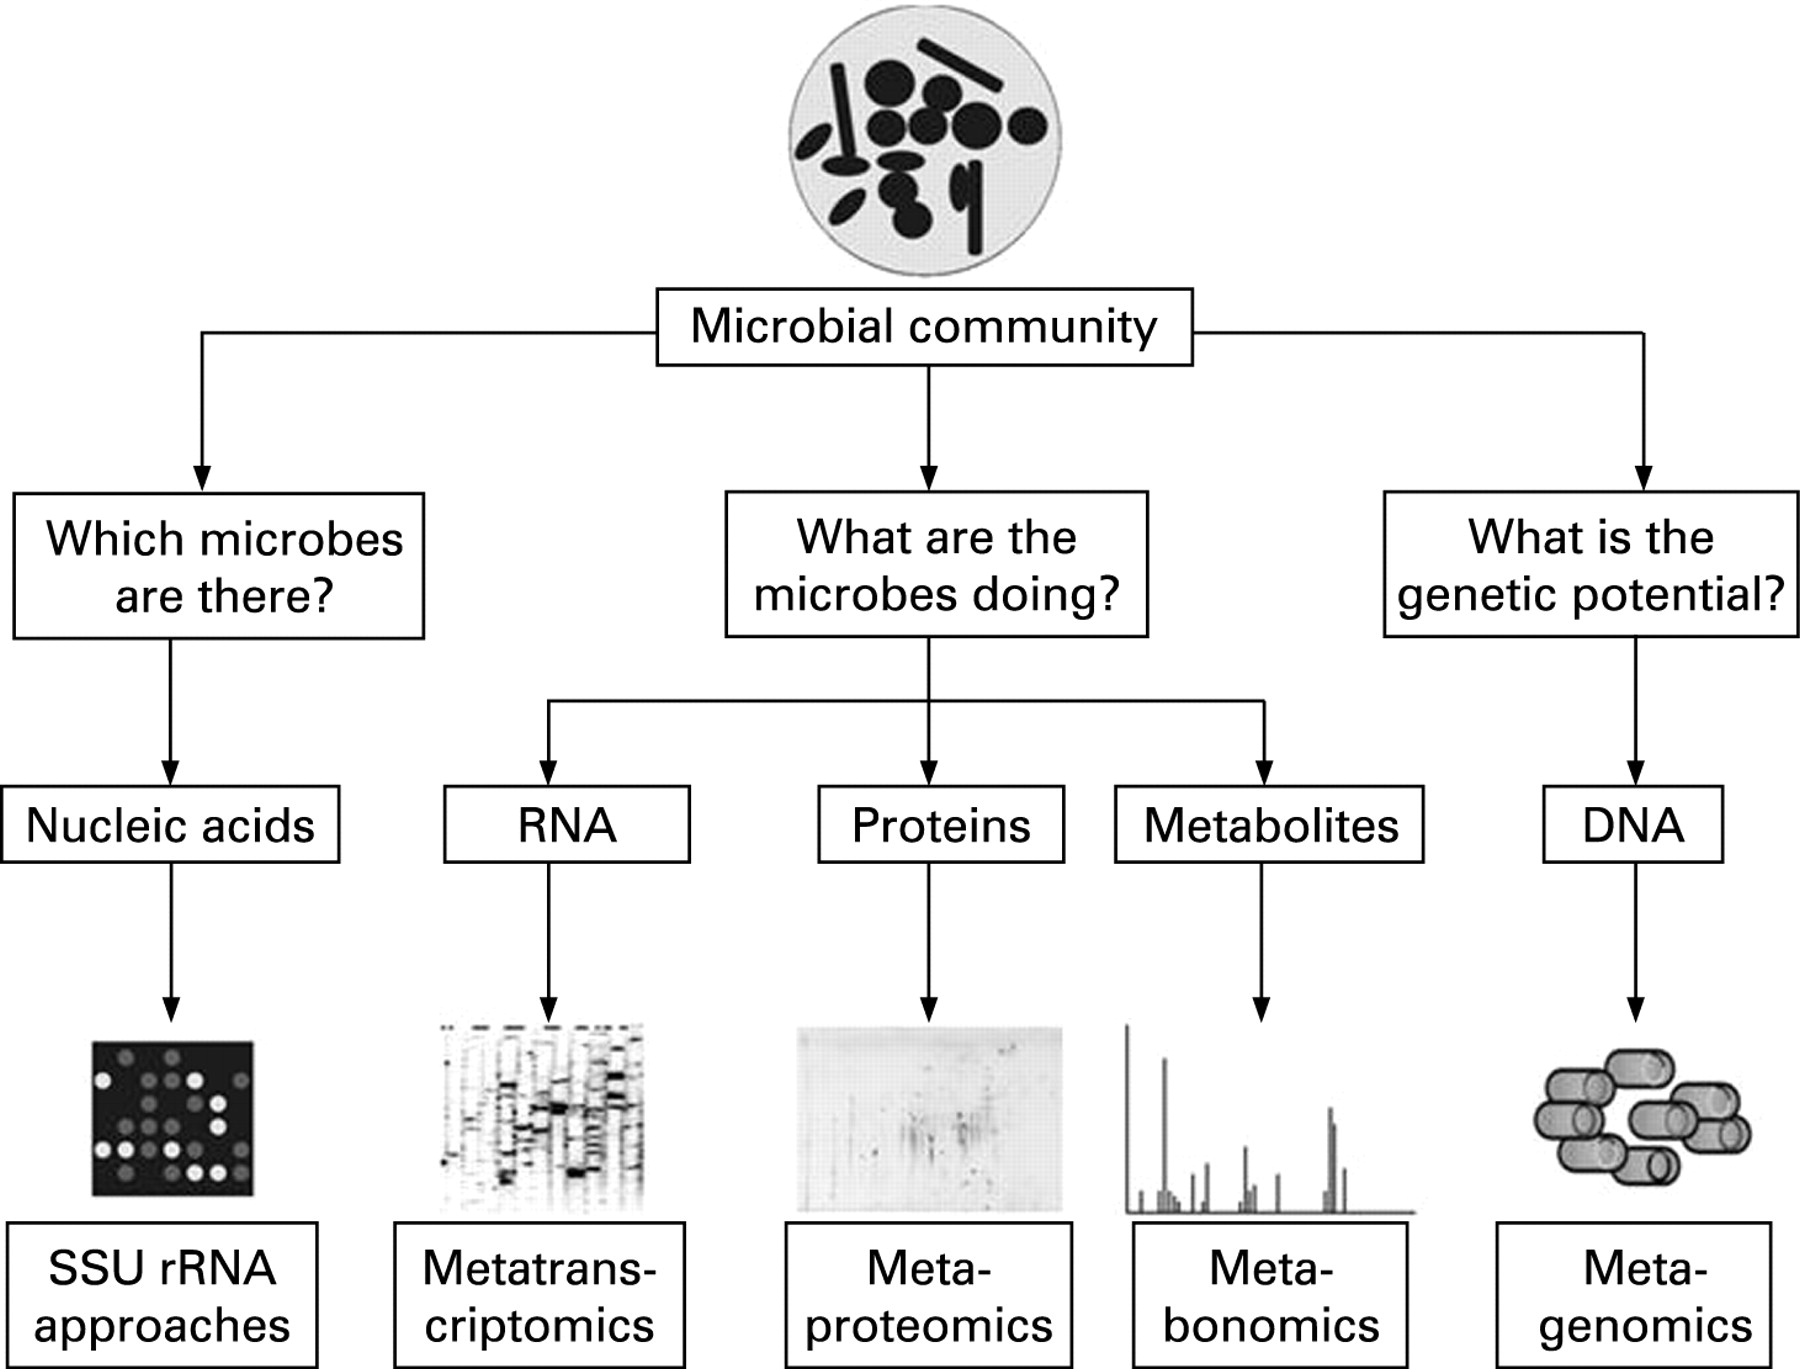 Microbial community
Which microbes
are there?
What are the
microbes doing?
What is the
genetic potential?
Nucleic acids
RNA
Proteins
Metabolites
DNA
SSU rRNA
approaches
Metatrans-
criptomics
Meta-
proteomics
Meta-
bonomics
Meta-
genomics